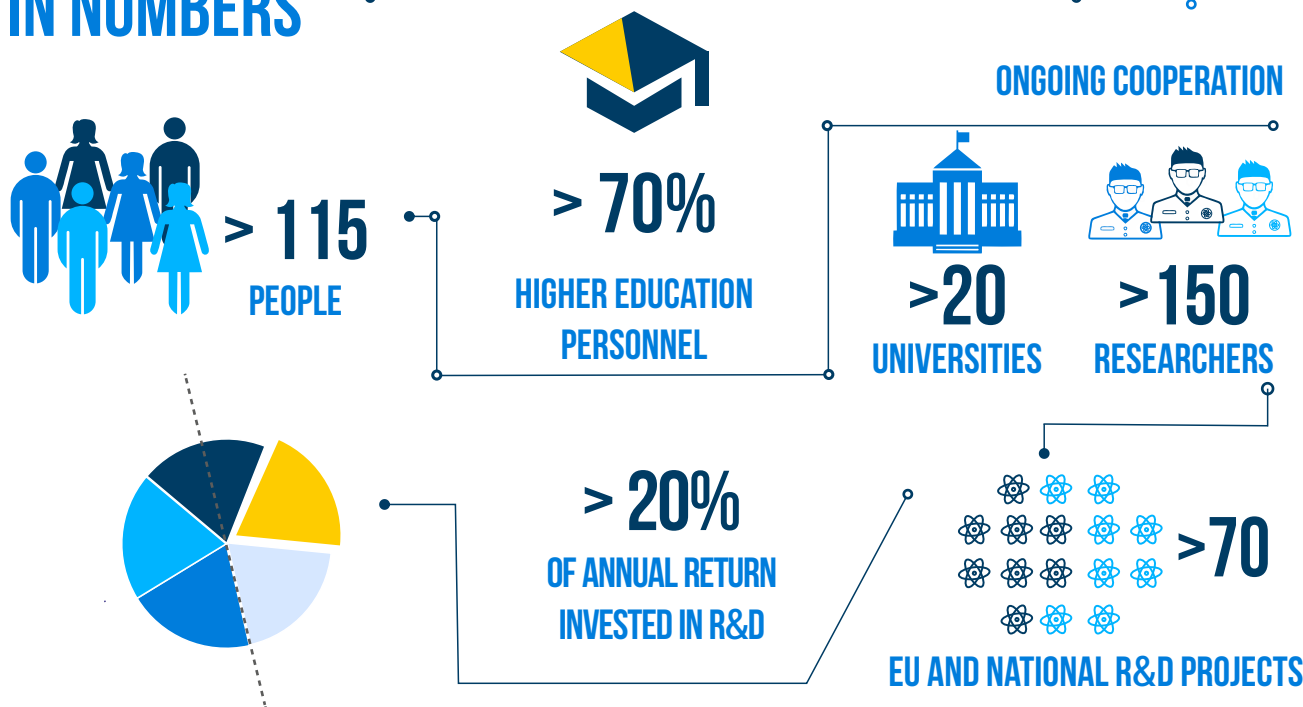 IN NUMBERS
> 115
PEOPLE
> 70%
HIGHER EDUCATION
PERSONNEL
ONGOING COOPERATION
>20
UNIVERSITIES
>150
RESEARCHERS
> 20%
OF ANNUAL RETURN
INVESTED IN R&D
>70
EU AND NATIONAL R&D PROJECTS